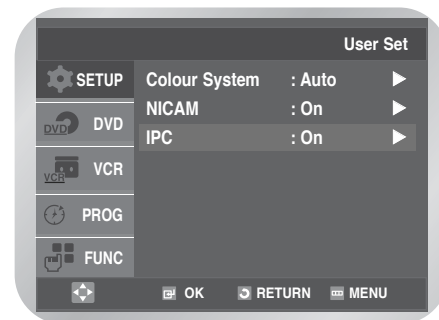 User Set
SETUP
Colour System : Auto
NICAM : On
DVD DVD
IPC : On
VCR VCR
PROG
FUNC
OK RETURN MENU